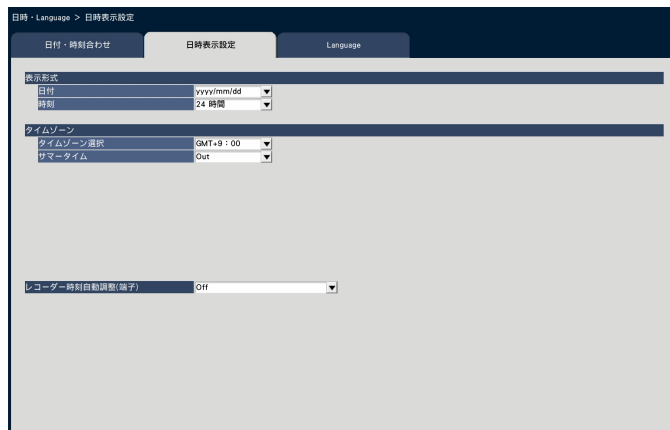 日時・Language > 日時表示設定
日付・時刻合わせ 日時表示設定 Language
表示形式
日付 yyyy/mm/dd
時刻 24 時間
タイムゾーン
タイムゾーン選択 GMT+9：00
サマータイム Out
レコーダー時刻自動調整(端子) Off